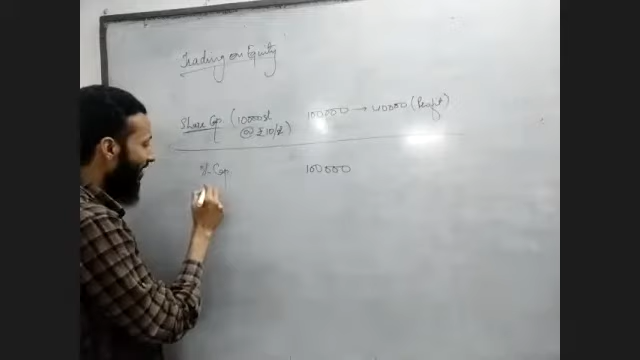 Trading on Equity
Share Cap (10000sh 100000 → 40000 (Profit)
@ ₹10/-)
Cap 100000